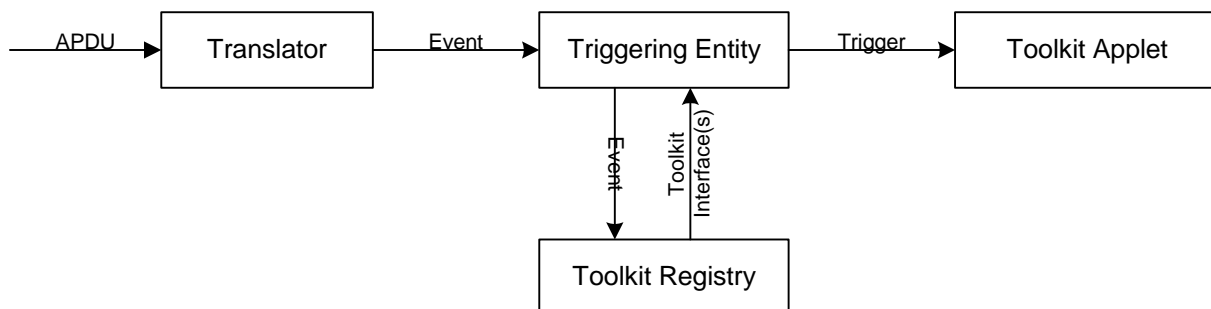 APDU
Translator
Event
Triggering Entity
Trigger
Toolkit Applet
Event
Toolkit
Interface(s)
Toolkit Registry